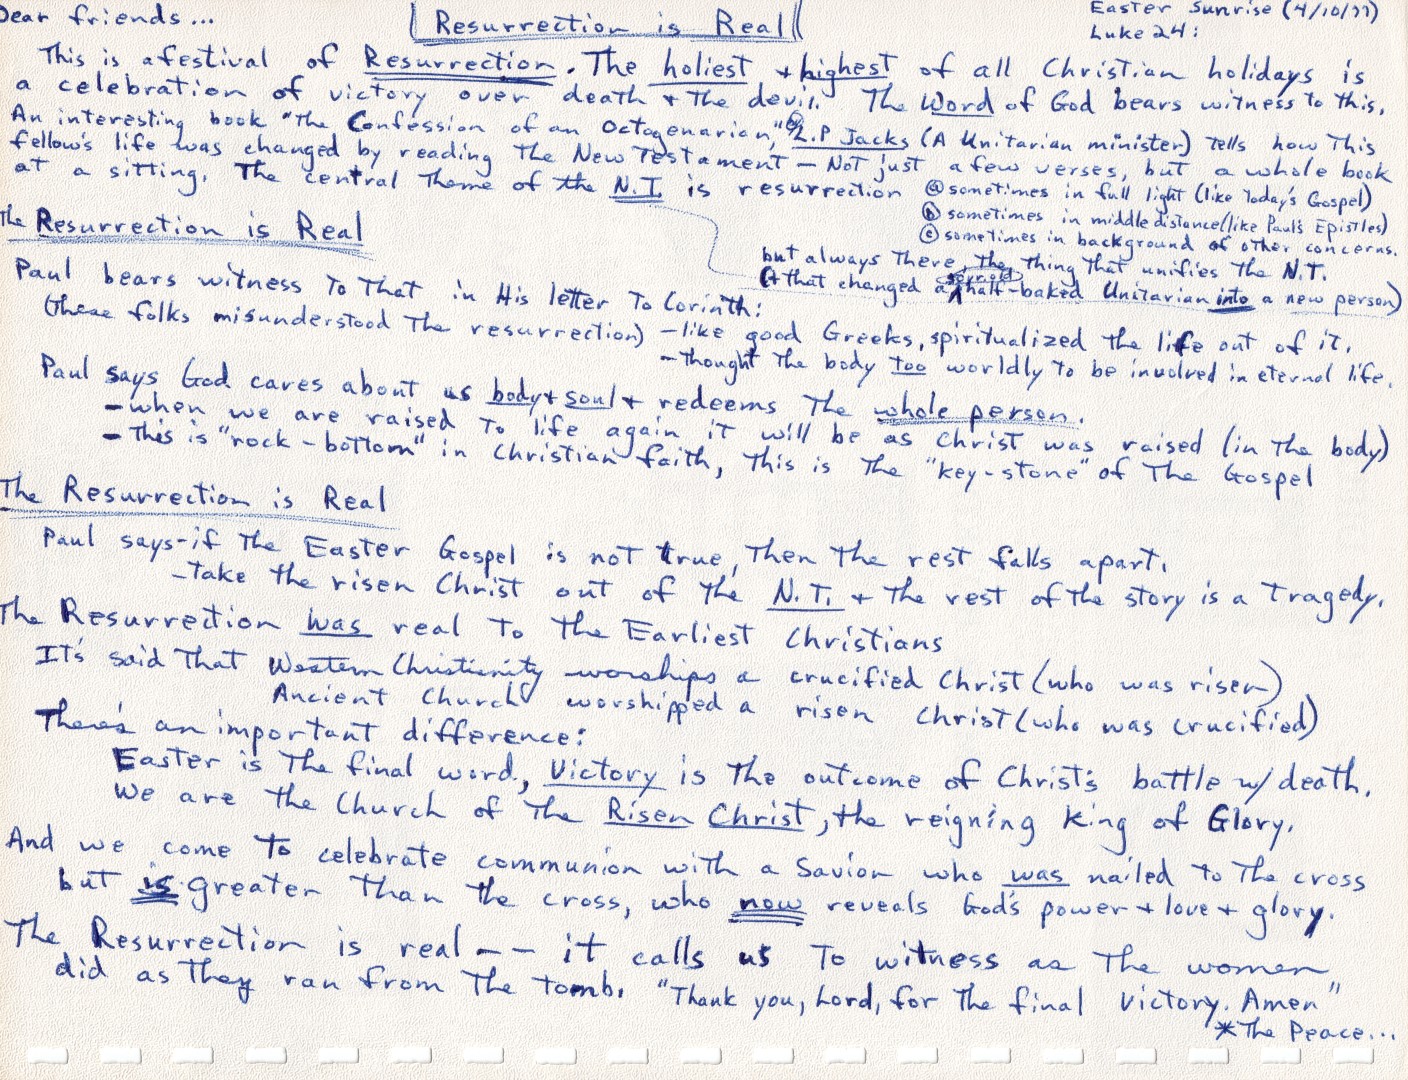 Dear friends...
Resurrection is Real
Easter Sunrise (4/10/77)
Luke 24:
This is a festival of Resurrection. The holiest + highest of all Christian holidays is
a celebration of victory over death + the devil. The Word of God bears witness to this.
An interesting book "The Confession of an Octogenarian," L.P Jacks (A Unitarian minister) tells how this
fellow's life was changed by reading the New Testament — Not just a few verses, but a whole book
at a sitting. The central Theme of the N.T. is resurrection
ⓐ sometimes in full light (like Today's Gospel)
ⓑ sometimes in middle distance (like Paul's Epistles)
ⓒ sometimes in background of other concerns.
but always there, the thing that unifies the N.T.
(+ that changed a half-baked Unitarian into a new person)
The Resurrection is Real
Paul bears witness to that in His letter to Corinth:
(these folks misunderstood the resurrection) - like good Greeks, spiritualized the life out of it.
- thought the body too worldly to be involved in eternal life.
Paul says God cares about us body + soul + redeems the whole person.
- when we are raised to life again it will be as Christ was raised (in the body)
- This is "rock-bottom" in Christian faith, this is the "key-stone" of The Gospel
The Resurrection is Real
Paul says-if the Easter Gospel is not true, then the rest falls apart.
- take the risen Christ out of the N.T. + the rest of the story is a tragedy.
The Resurrection was real to the Earliest Christians
It's said that Western Christianity worships a crucified Christ (who was risen)
Ancient Church worshipped a risen Christ (who was crucified)
There's an important difference:
Easter is the final word, Victory is the outcome of Christ's battle w/ death.
We are the Church of the Risen Christ, the reigning King of Glory.
And we come to celebrate communion with a Savior who was nailed to the cross
but is greater than the cross, who now reveals God's power + love + glory.
The Resurrection is real -- it calls us to witness as the women
did as they ran from the tomb. "Thank you, Lord, for the final victory. Amen"
*The Peace...